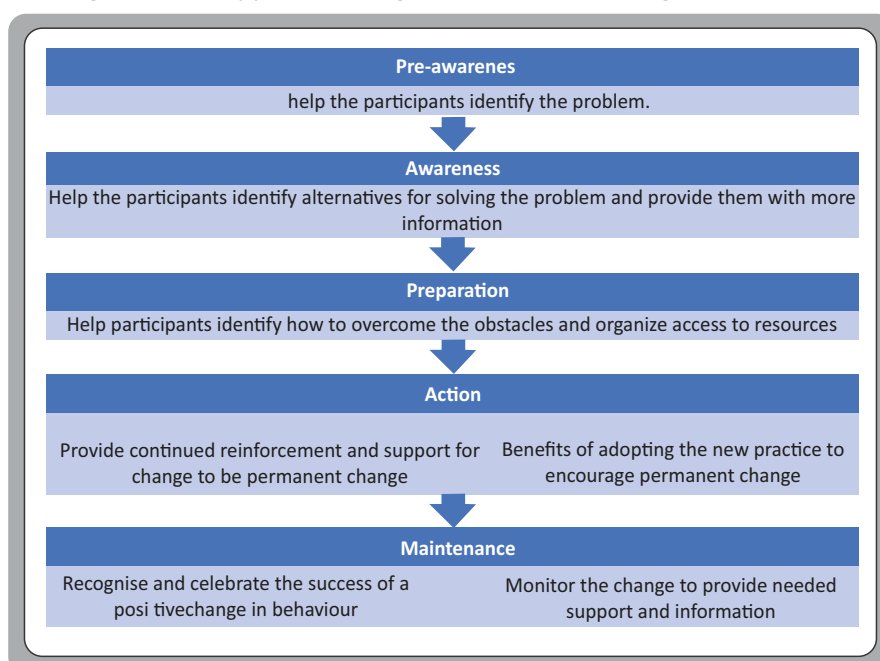 Pre-awarenes
help the participants identify the problem.
Awareness
Help the participants identify alternatives for solving the problem and provide them with more
information
Preparation
Help participants identify how to overcome the obstacles and organize access to resources
Action
Provide continued reinforcement and support for
change to be permanent change
Benefits of adopting the new practice to
encourage permanent change
Maintenance
Recognise and celebrate the success of a
posi tivechange in behaviour
Monitor the change to provide needed
support and information